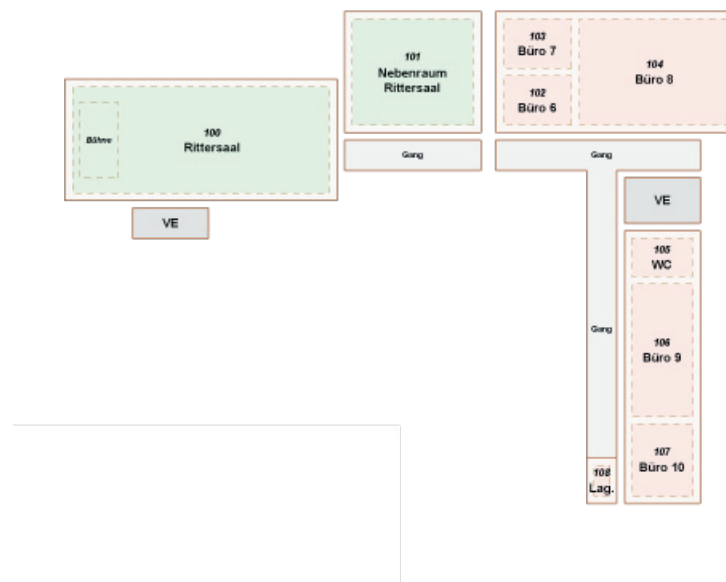 103
Büro 7
101
Nebenraum
Rittersaal
104
Büro 8
102
Büro 6
100
Rittersaal
Bühne
Gang
Gang
VE
VE
105
WC
Gang
106
Büro 9
107
Büro 10
108
Lag.